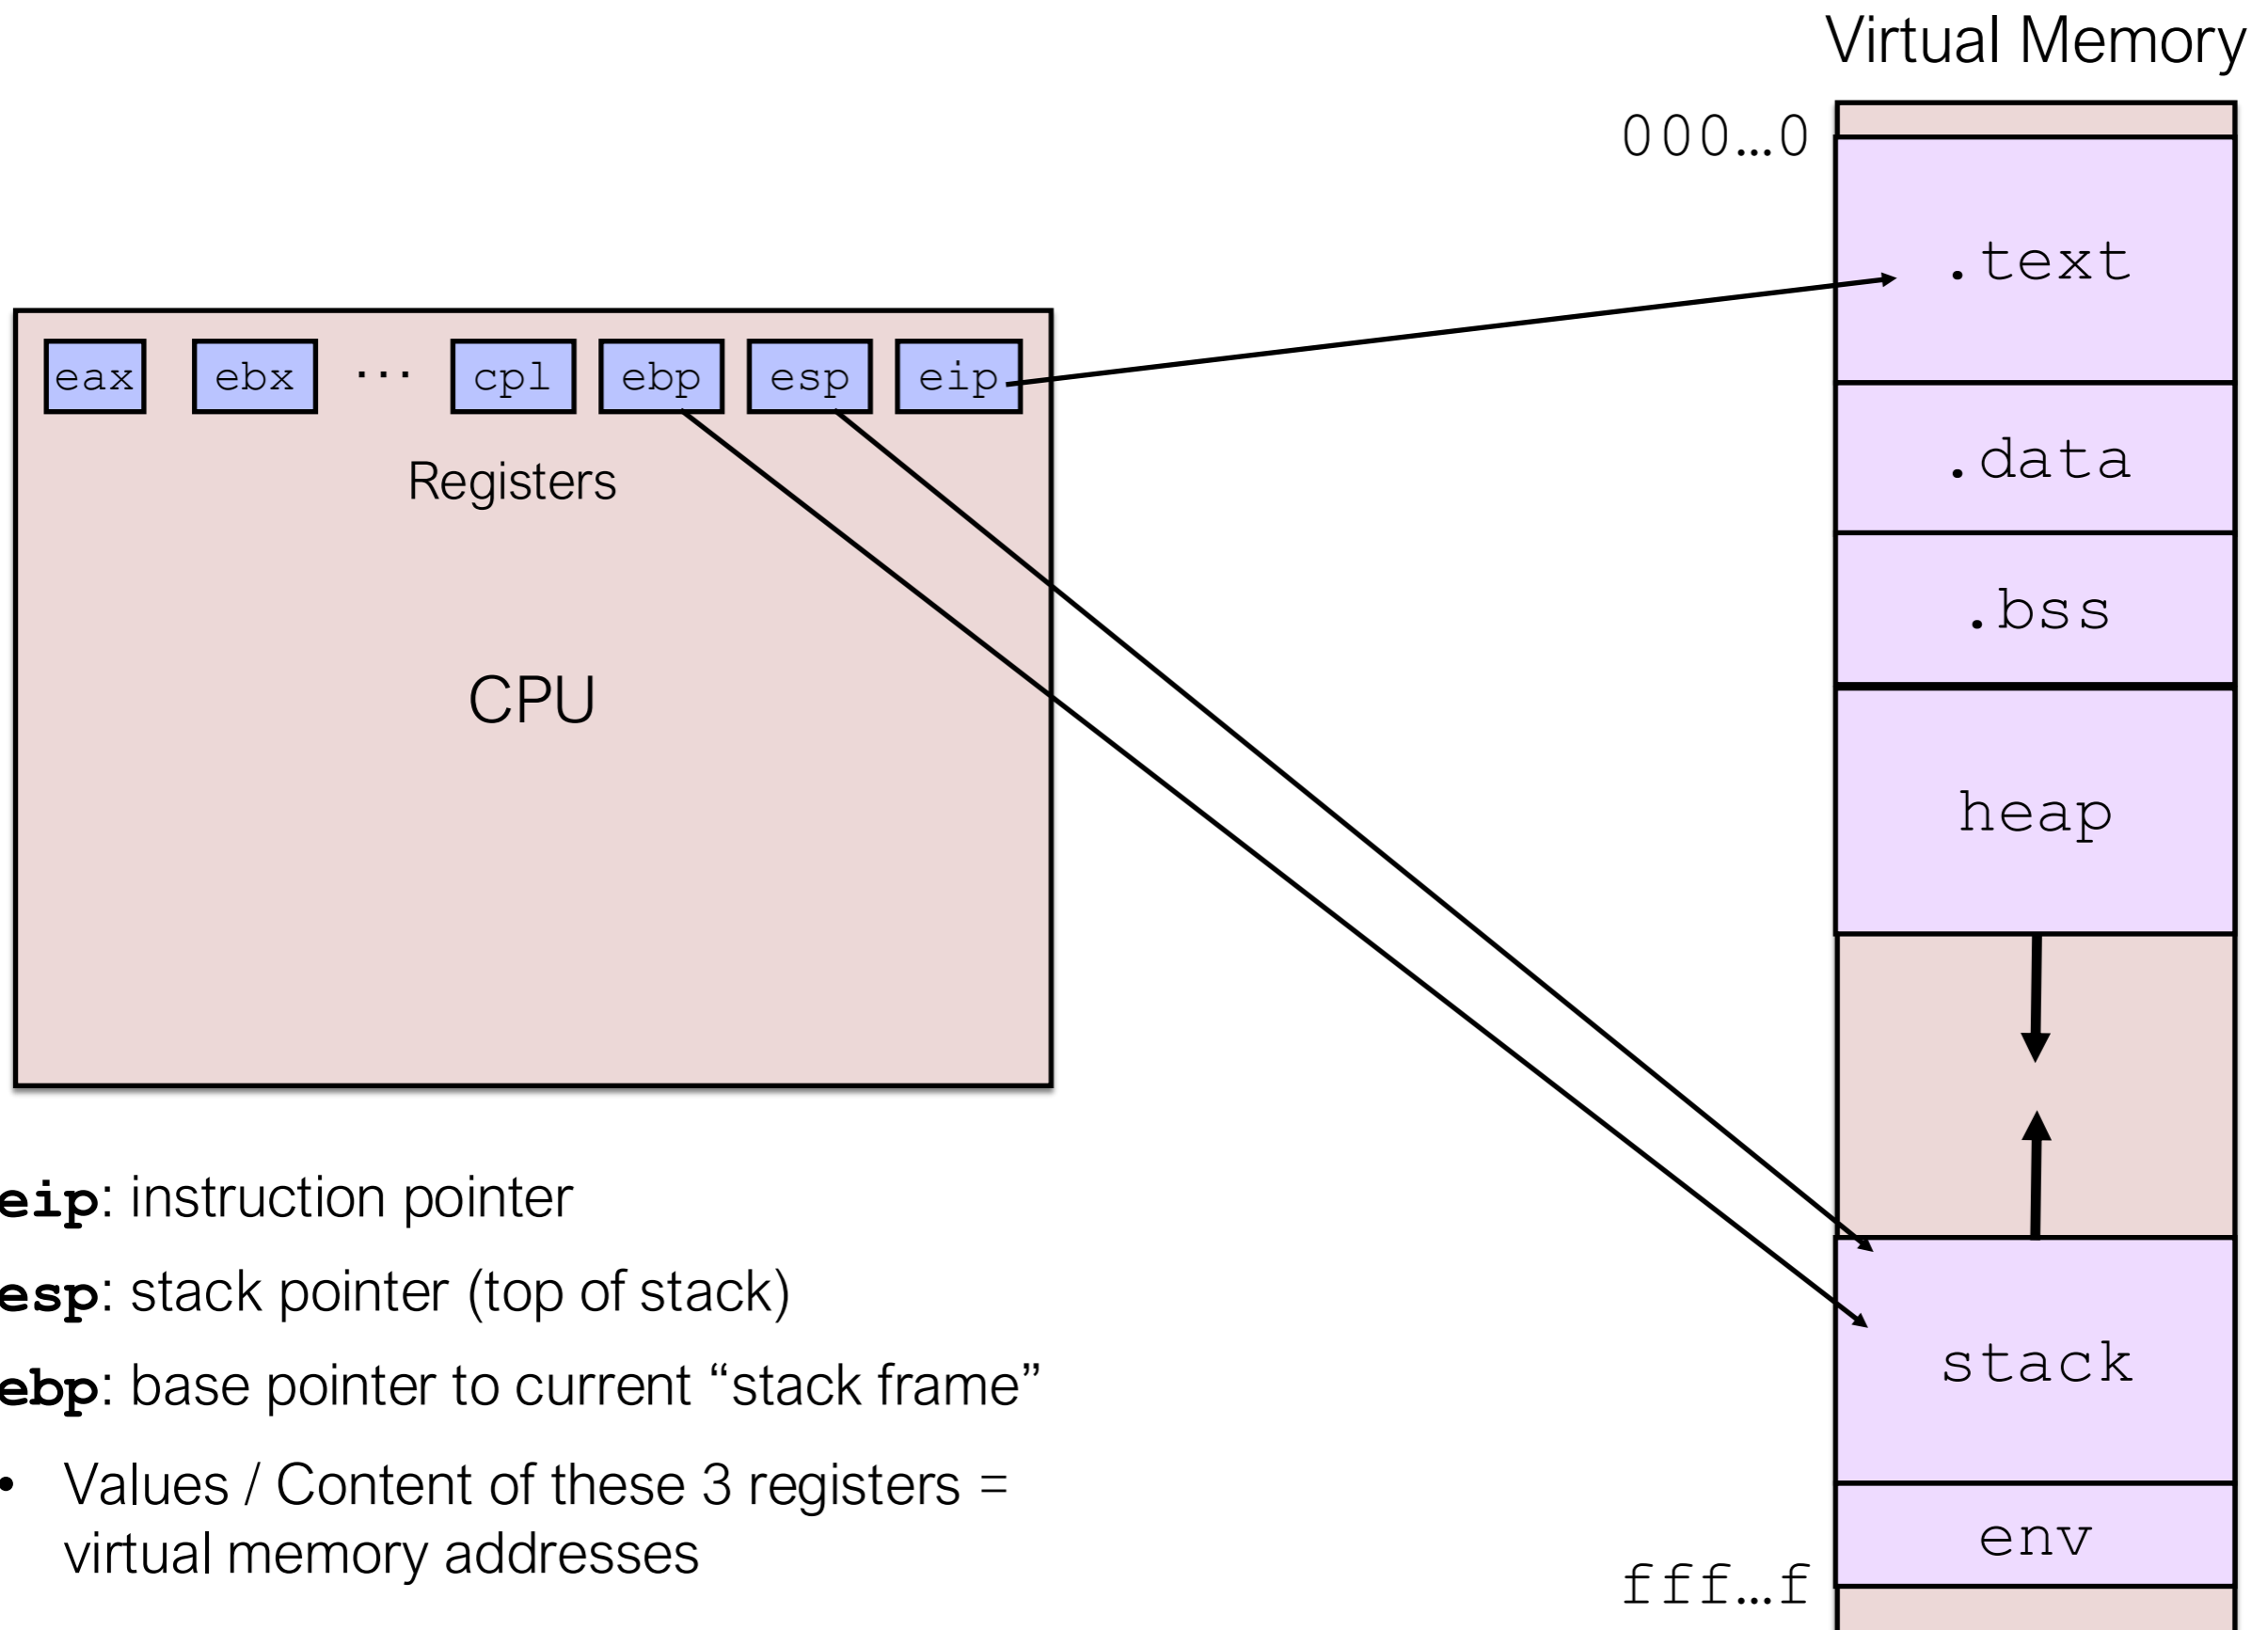 Virtual Memory
000…0
.text
eax ebx … cpl ebp esp eip
.data
Registers
.bss
CPU
heap
eip: instruction pointer
esp: stack pointer (top of stack)
stack
ebp: base pointer to current “stack frame”
• Values / Content of these 3 registers =
virtual memory addresses
env
fff…f